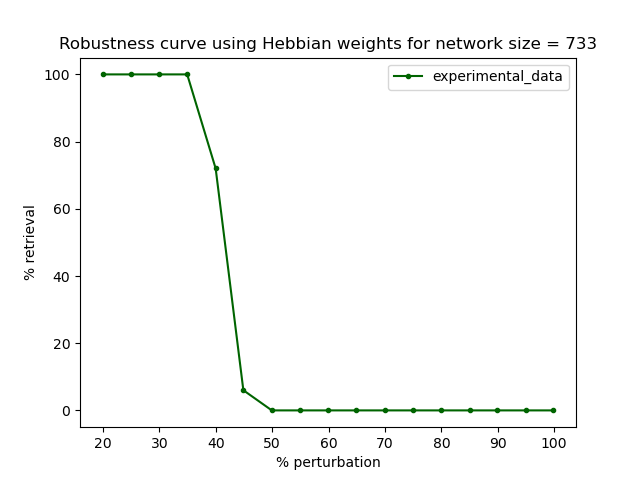 Robustness curve using Hebbian weights for network size = 733
experimental_data
% retrieval
100
80
60
40
20
0
20 30 40 50 60 70 80 90 100
% perturbation